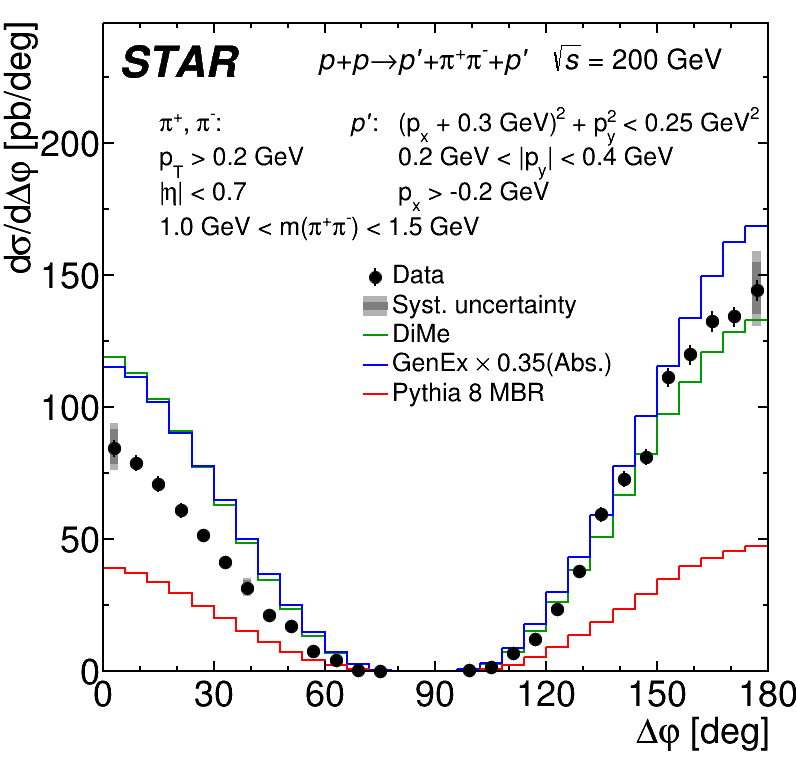 STAR p+p→p′+π⁺π⁻+p′ √s = 200 GeV
π⁺, π⁻: p′: (pₓ + 0.3 GeV)² + p_y² < 0.25 GeV²
p_T > 0.2 GeV 0.2 GeV < |p_y| < 0.4 GeV
|η| < 0.7 pₓ > -0.2 GeV
1.0 GeV < m(π⁺π⁻) < 1.5 GeV
Data
Syst. uncertainty
DiMe
GenEx × 0.35(Abs.)
Pythia 8 MBR
dσ/dΔφ [pb/deg]
200
150
100
50
0
0 30 60 90 120 150 180
Δφ [deg]